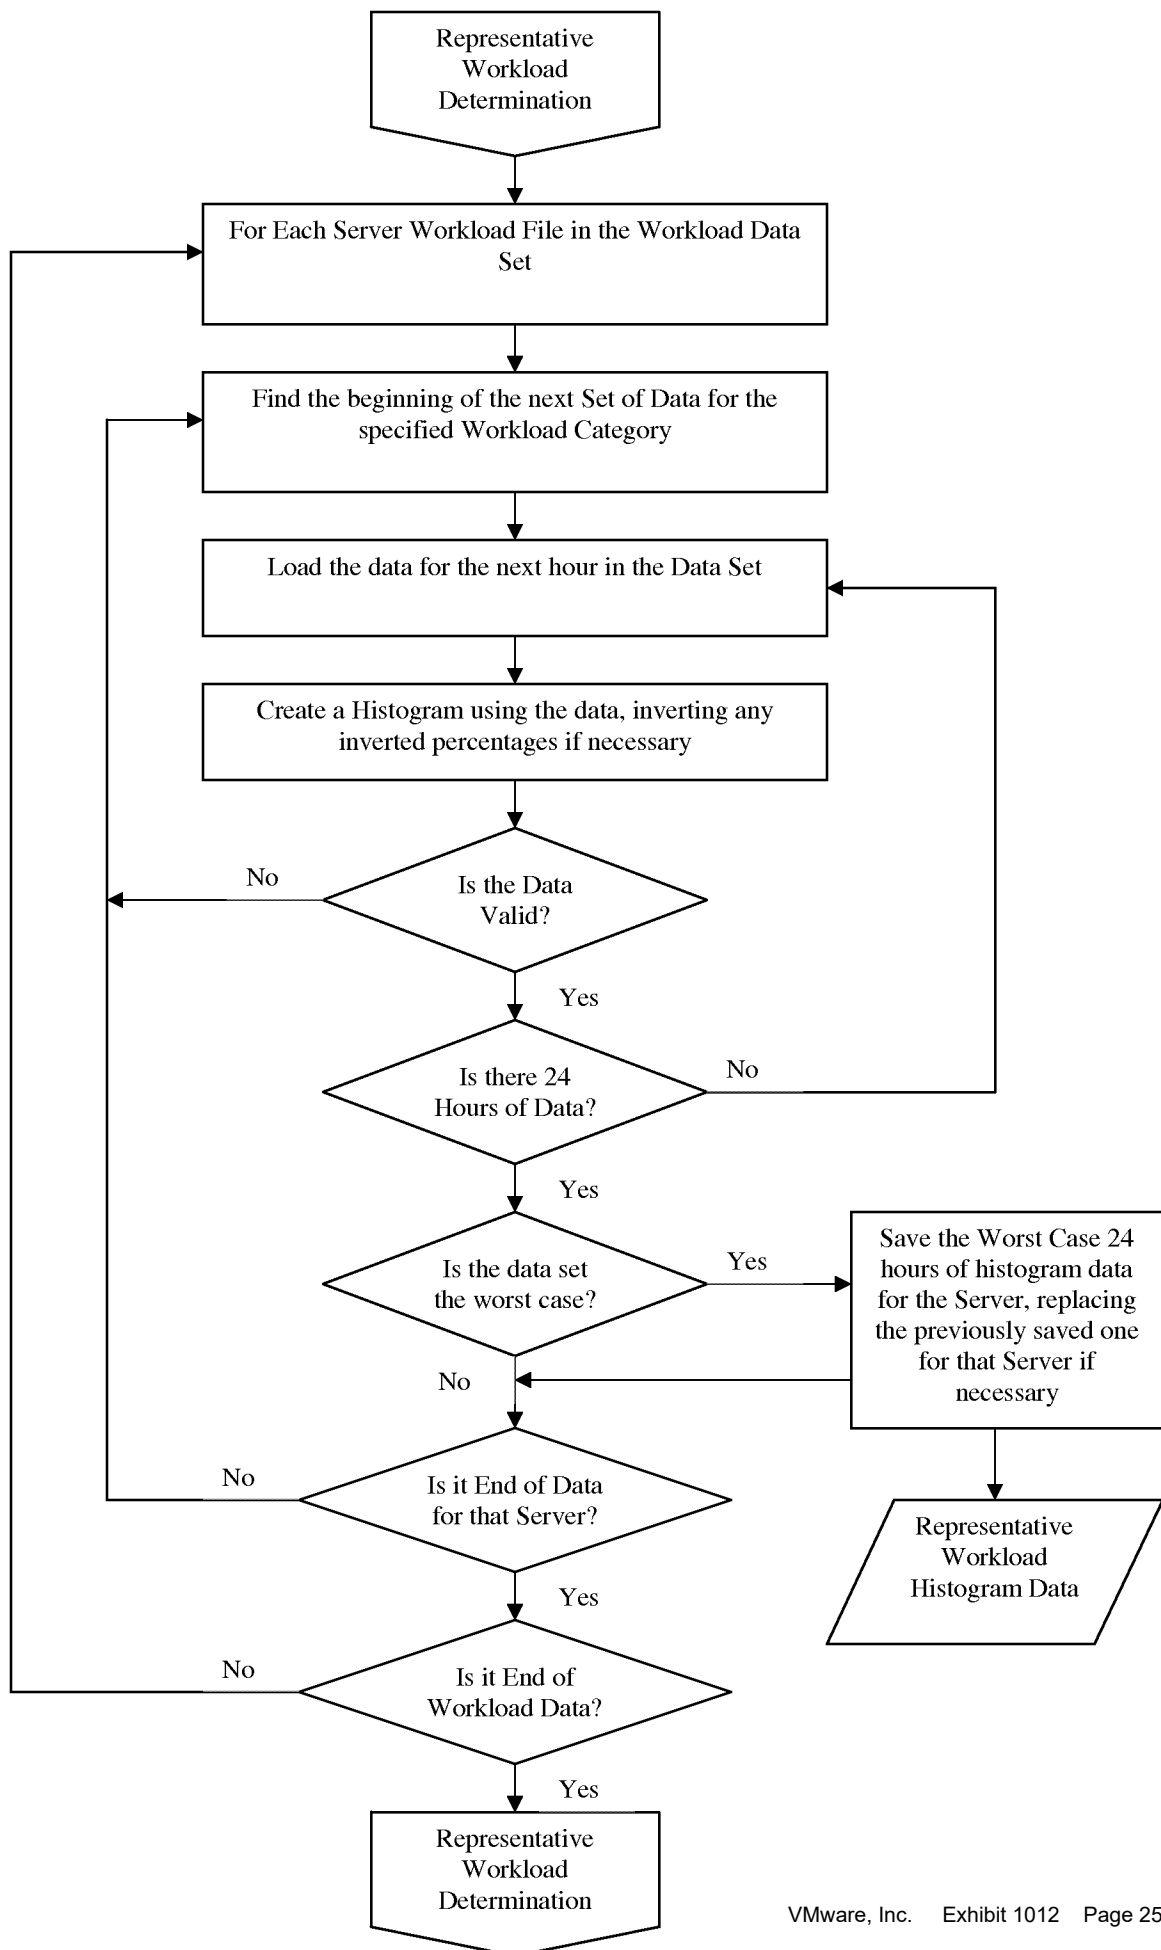 Representative
Workload
Determination
For Each Server Workload File in the Workload Data
Set
Find the beginning of the next Set of Data for the
specified Workload Category
Load the data for the next hour in the Data Set
Create a Histogram using the data, inverting any
inverted percentages if necessary
No
Is the Data
Valid?
Yes
Is there 24
Hours of Data?
No
Yes
Is the data set
the worst case?
Yes
Save the Worst Case 24
hours of histogram data
for the Server, replacing
the previously saved one
for that Server if
necessary
No
No
Is it End of Data
for that Server?
Representative
Workload
Histogram Data
Yes
No
Is it End of
Workload Data?
Yes
Representative
Workload
Determination
VMware, Inc. Exhibit 1012 Page 25